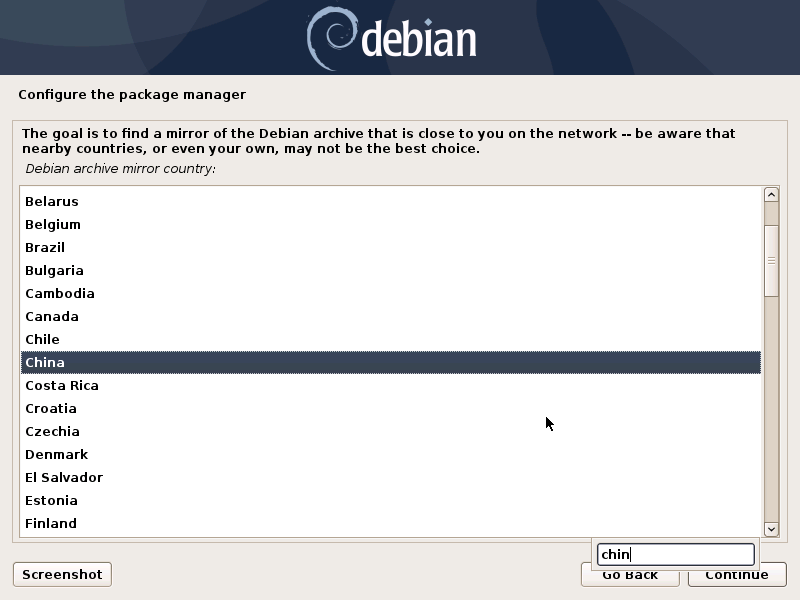 debian
Configure the package manager
The goal is to find a mirror of the Debian archive that is close to you on the network -- be aware that
nearby countries, or even your own, may not be the best choice.
Debian archive mirror country:
Belarus
Belgium
Brazil
Bulgaria
Cambodia
Canada
Chile
China
Costa Rica
Croatia
Czechia
Denmark
El Salvador
Estonia
Finland
chin
Screenshot
Go Back
Continue